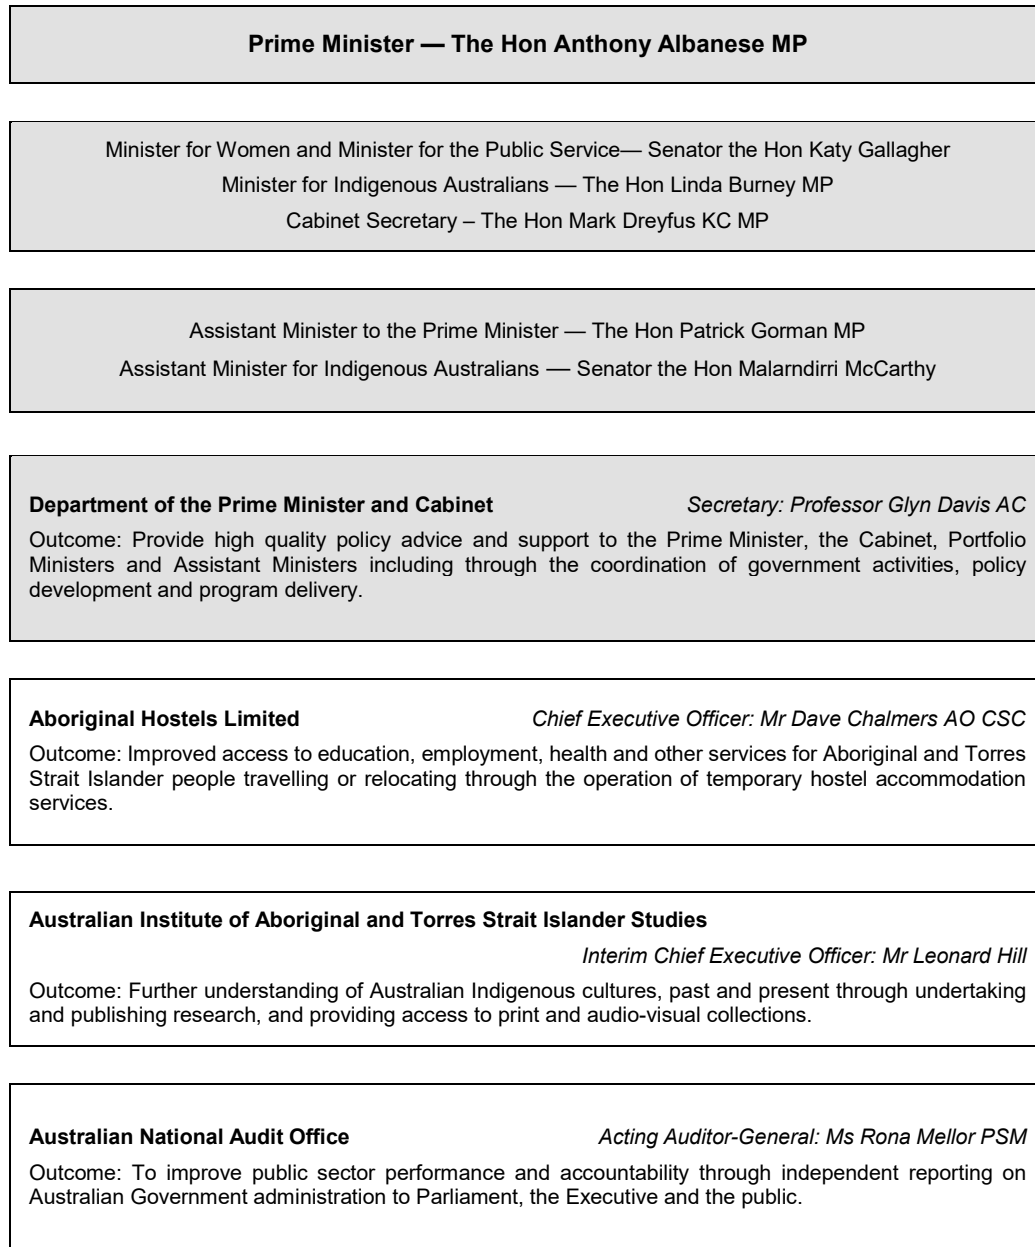 Prime Minister — The Hon Anthony Albanese MP
Minister for Women and Minister for the Public Service— Senator the Hon Katy Gallagher
Minister for Indigenous Australians — The Hon Linda Burney MP
Cabinet Secretary – The Hon Mark Dreyfus KC MP
Assistant Minister to the Prime Minister — The Hon Patrick Gorman MP
Assistant Minister for Indigenous Australians — Senator the Hon Malarndirri McCarthy
Department of the Prime Minister and Cabinet Secretary: Professor Glyn Davis AC
Outcome: Provide high quality policy advice and support to the Prime Minister, the Cabinet, Portfolio
Ministers and Assistant Ministers including through the coordination of government activities, policy
development and program delivery.
Aboriginal Hostels Limited Chief Executive Officer: Mr Dave Chalmers AO CSC
Outcome: Improved access to education, employment, health and other services for Aboriginal and Torres
Strait Islander people travelling or relocating through the operation of temporary hostel accommodation
services.
Australian Institute of Aboriginal and Torres Strait Islander Studies
Interim Chief Executive Officer: Mr Leonard Hill
Outcome: Further understanding of Australian Indigenous cultures, past and present through undertaking
and publishing research, and providing access to print and audio-visual collections.
Australian National Audit Office Acting Auditor-General: Ms Rona Mellor PSM
Outcome: To improve public sector performance and accountability through independent reporting on
Australian Government administration to Parliament, the Executive and the public.